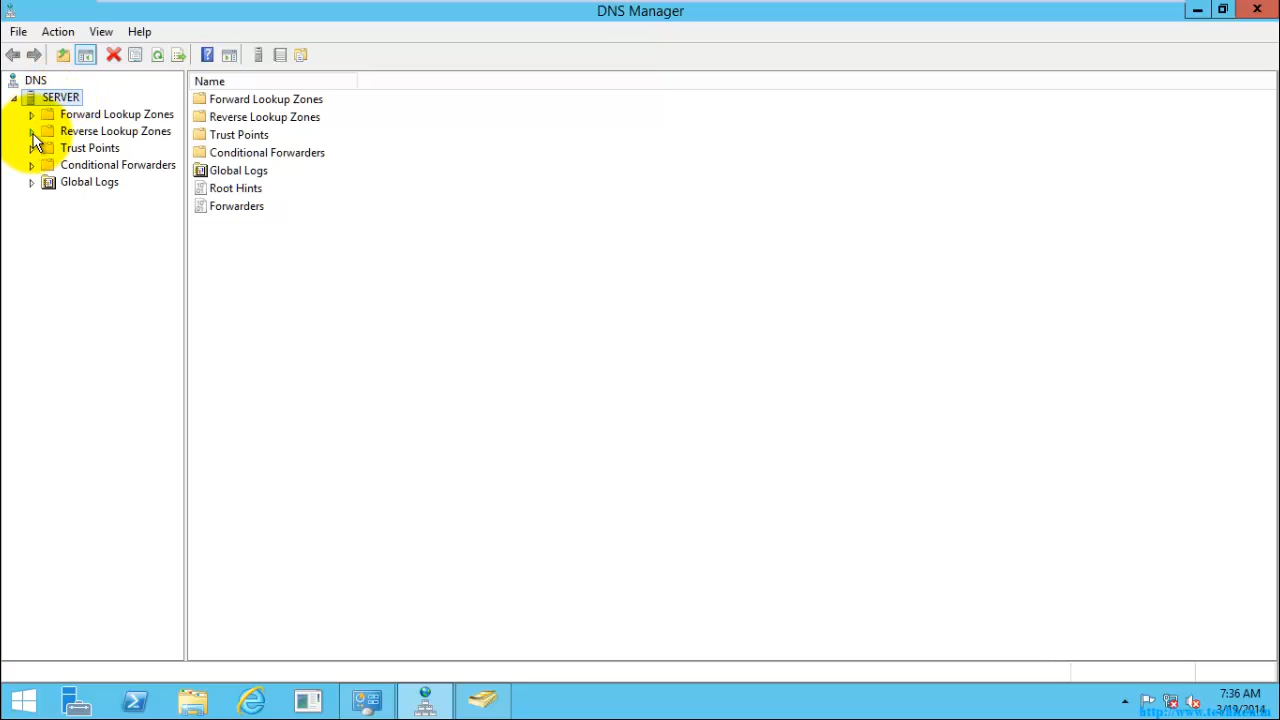 DNS Manager
File Action View Help
DNS
SERVER
Forward Lookup Zones
Reverse Lookup Zones
Trust Points
Conditional Forwarders
Global Logs
Name
Forward Lookup Zones
Reverse Lookup Zones
Trust Points
Conditional Forwarders
Global Logs
Root Hints
Forwarders
7:36 AM